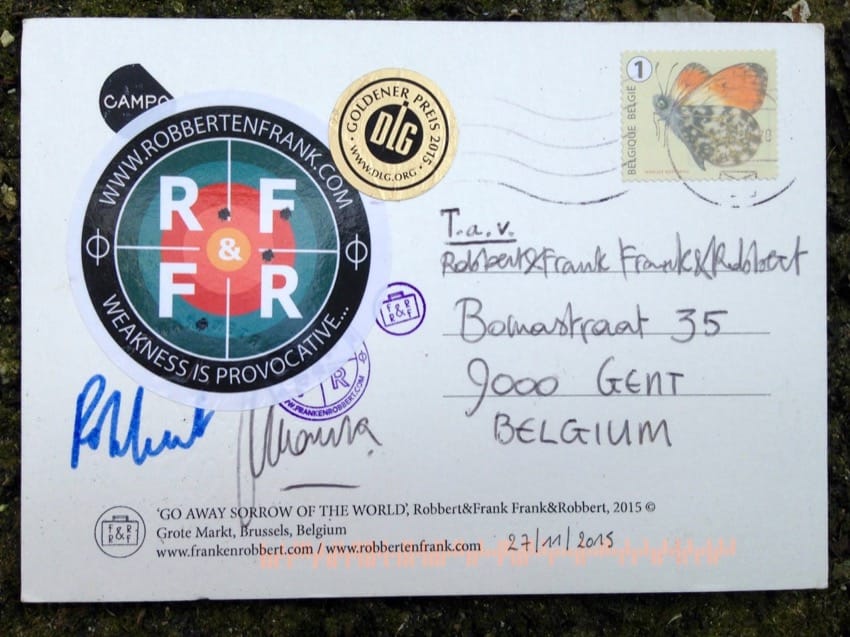 CAMPO
WWW.ROBBERTENFRANK.COM
R F
&
F R
WEAKNESS IS PROVOCATIVE...
GOLDENER PREIS 2015
DLG
WWW.DLG.ORG
1
BELGIQUE BELGIË
T.a.v.
Robbert&Frank Frank&Robbert
Bomastraat 35
9000 GENT
BELGIUM
F&R
R&F
R
.FRANKENROBBERT.COM
Robbert
'GO AWAY SORROW OF THE WORLD', Robbert&Frank Frank&Robbert, 2015 ©
Grote Markt, Brussels, Belgium
www.frankenrobbert.com / www.robbertenfrank.com 27/11/2015
F&R
R&F